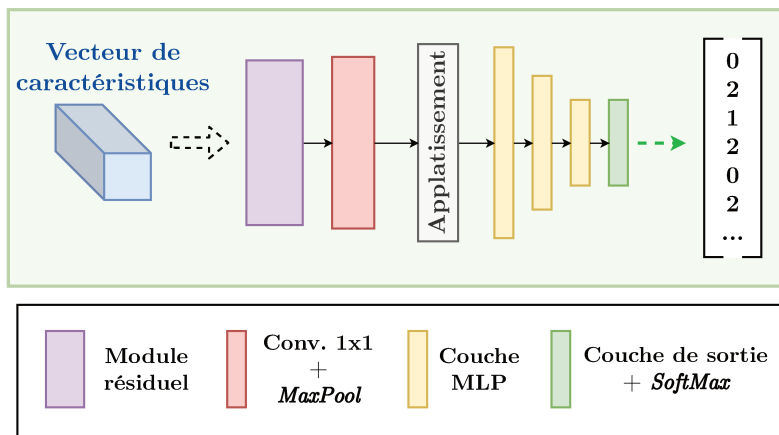 Vecteur de
caractéristiques
Applatissement
0
2
1
2
0
2
...
Module
résiduel
Conv. 1x1
+
MaxPool
Couche
MLP
Couche de sortie
+ SoftMax